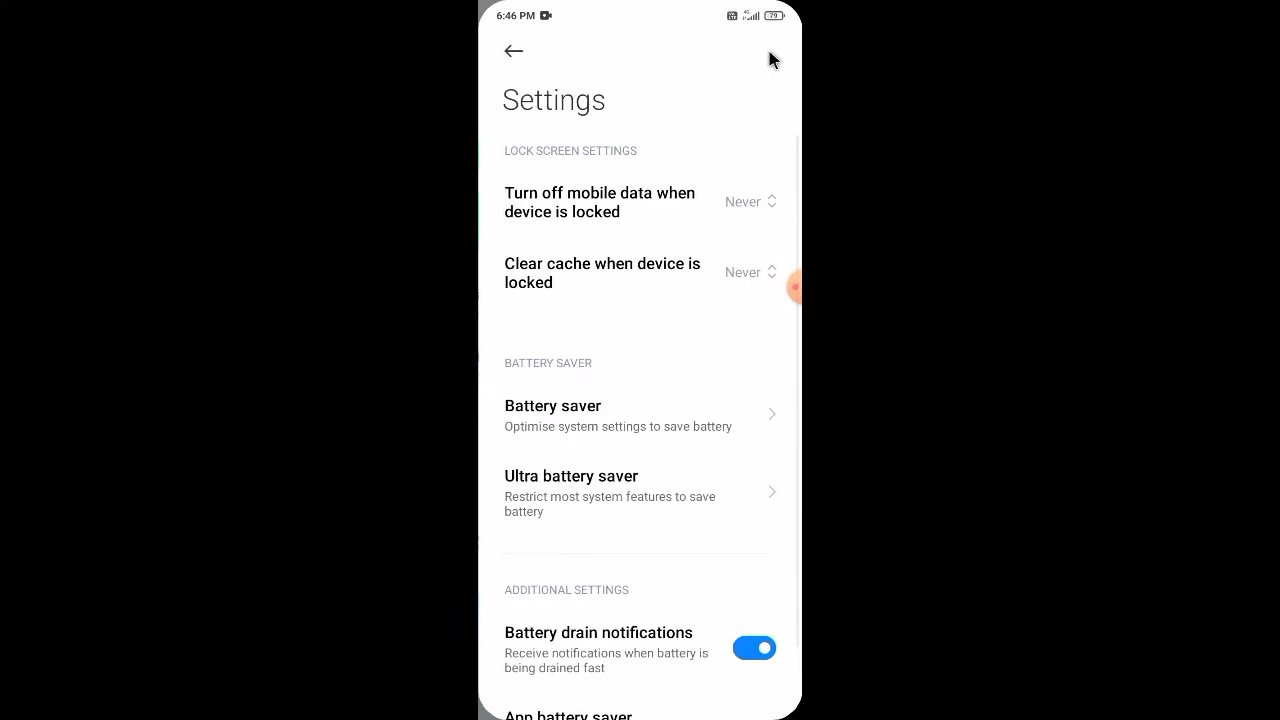 6:46 PM
4G
79
Settings
LOCK SCREEN SETTINGS
Turn off mobile data when
device is locked
Never
Clear cache when device is
locked
Never
BATTERY SAVER
Battery saver
Optimise system settings to save battery
Ultra battery saver
Restrict most system features to save
battery
ADDITIONAL SETTINGS
Battery drain notifications
Receive notifications when battery is
being drained fast
App battery saver